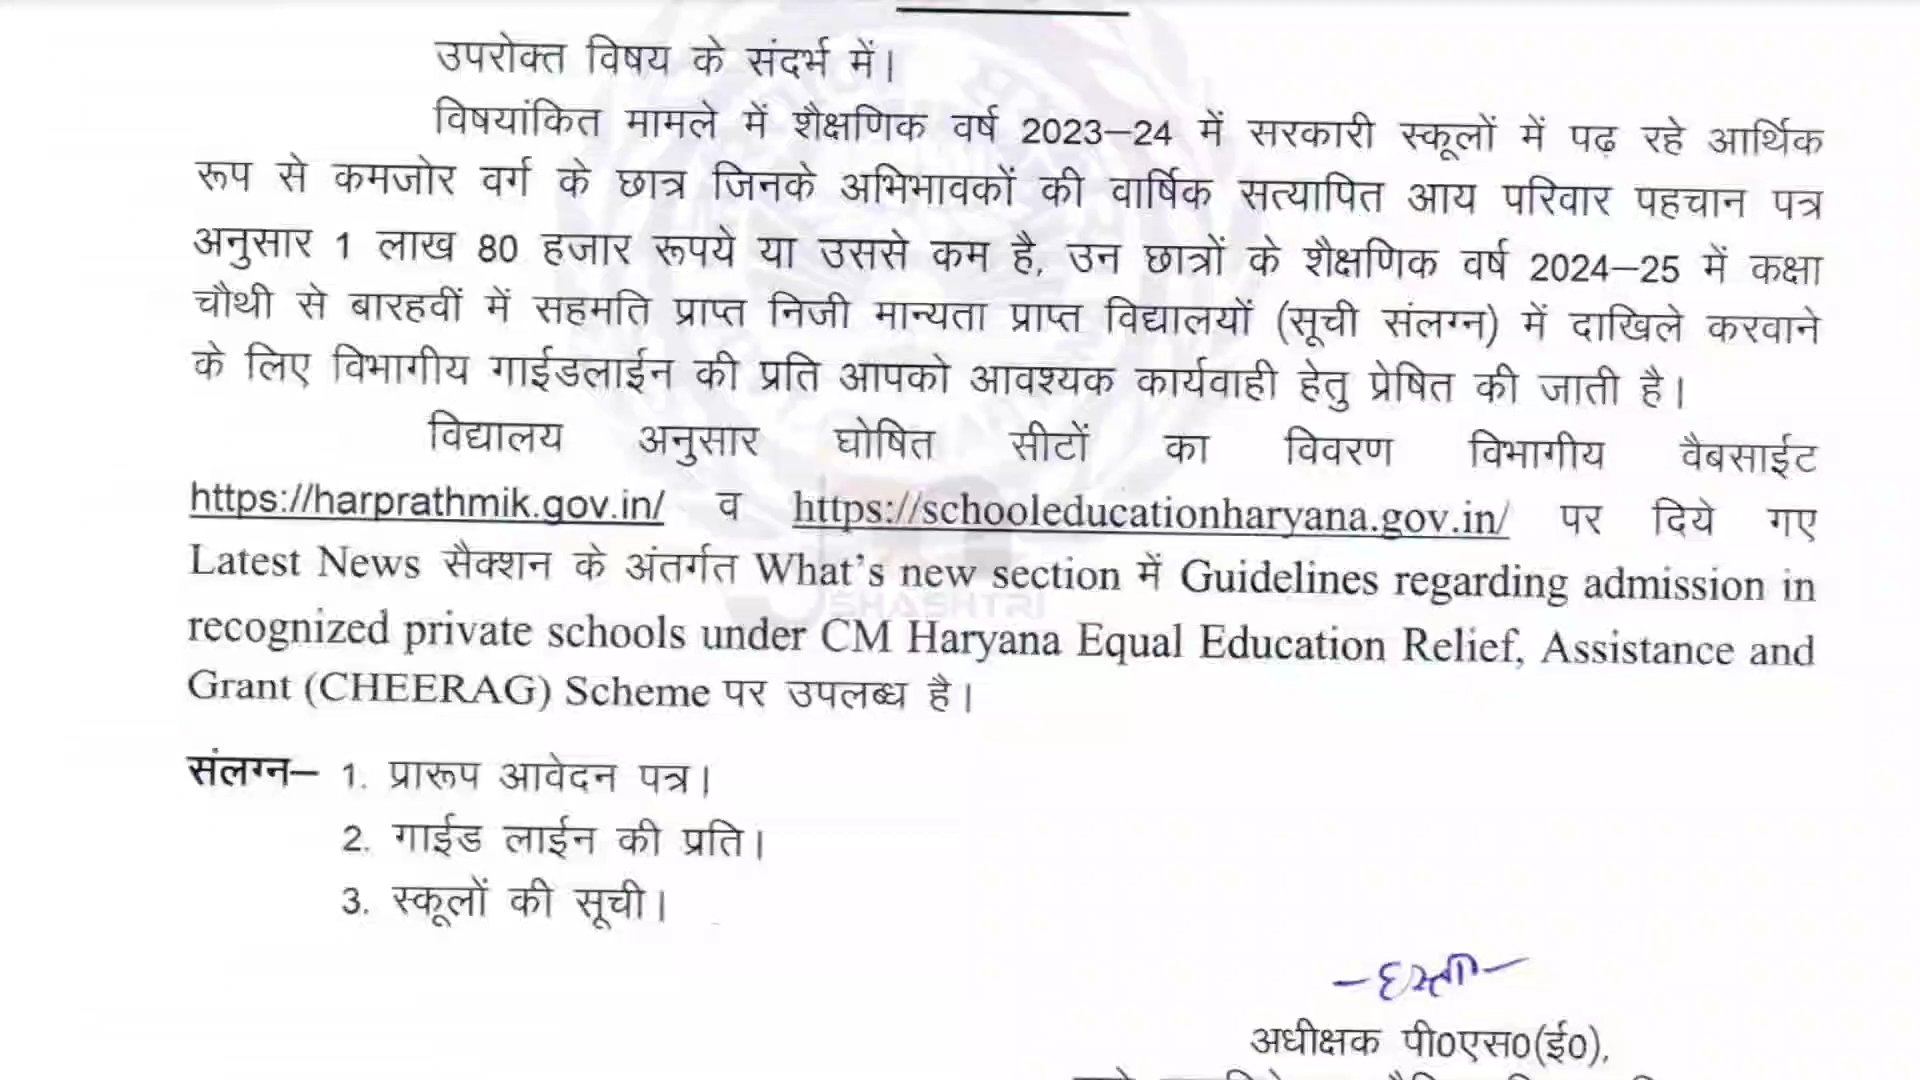 उपरोक्त विषय के संदर्भ में।
विषयांकित मामले में शैक्षणिक वर्ष 2023–24 में सरकारी स्कूलों में पढ़ रहे आर्थिक
रूप से कमजोर वर्ग के छात्र जिनके अभिभावकों की वार्षिक सत्यापित आय परिवार पहचान पत्र
अनुसार 1 लाख 80 हजार रूपये या उससे कम है, उन छात्रों के शैक्षणिक वर्ष 2024–25 में कक्षा
चौथी से बारहवीं में सहमति प्राप्त निजी मान्यता प्राप्त विद्यालयों (सूची संलग्न) में दाखिले करवाने
के लिए विभागीय गाईडलाईन की प्रति आपको आवश्यक कार्यवाही हेतु प्रेषित की जाती है।
विद्यालय अनुसार घोषित सीटों का विवरण विभागीय वैबसाईट
https://harprathmik.gov.in/ व https://schooleducationharyana.gov.in/ पर दिये गए
Latest News सैक्शन के अंतर्गत What's new section में Guidelines regarding admission in
recognized private schools under CM Haryana Equal Education Relief, Assistance and
Grant (CHEERAG) Scheme पर उपलब्ध है।
संलग्न– 1. प्रारूप आवेदन पत्र।
2. गाईड लाईन की प्रति।
3. स्कूलों की सूची।
–हस्ता–
अधीक्षक पी0एस0(ई0),
SHASHTRI